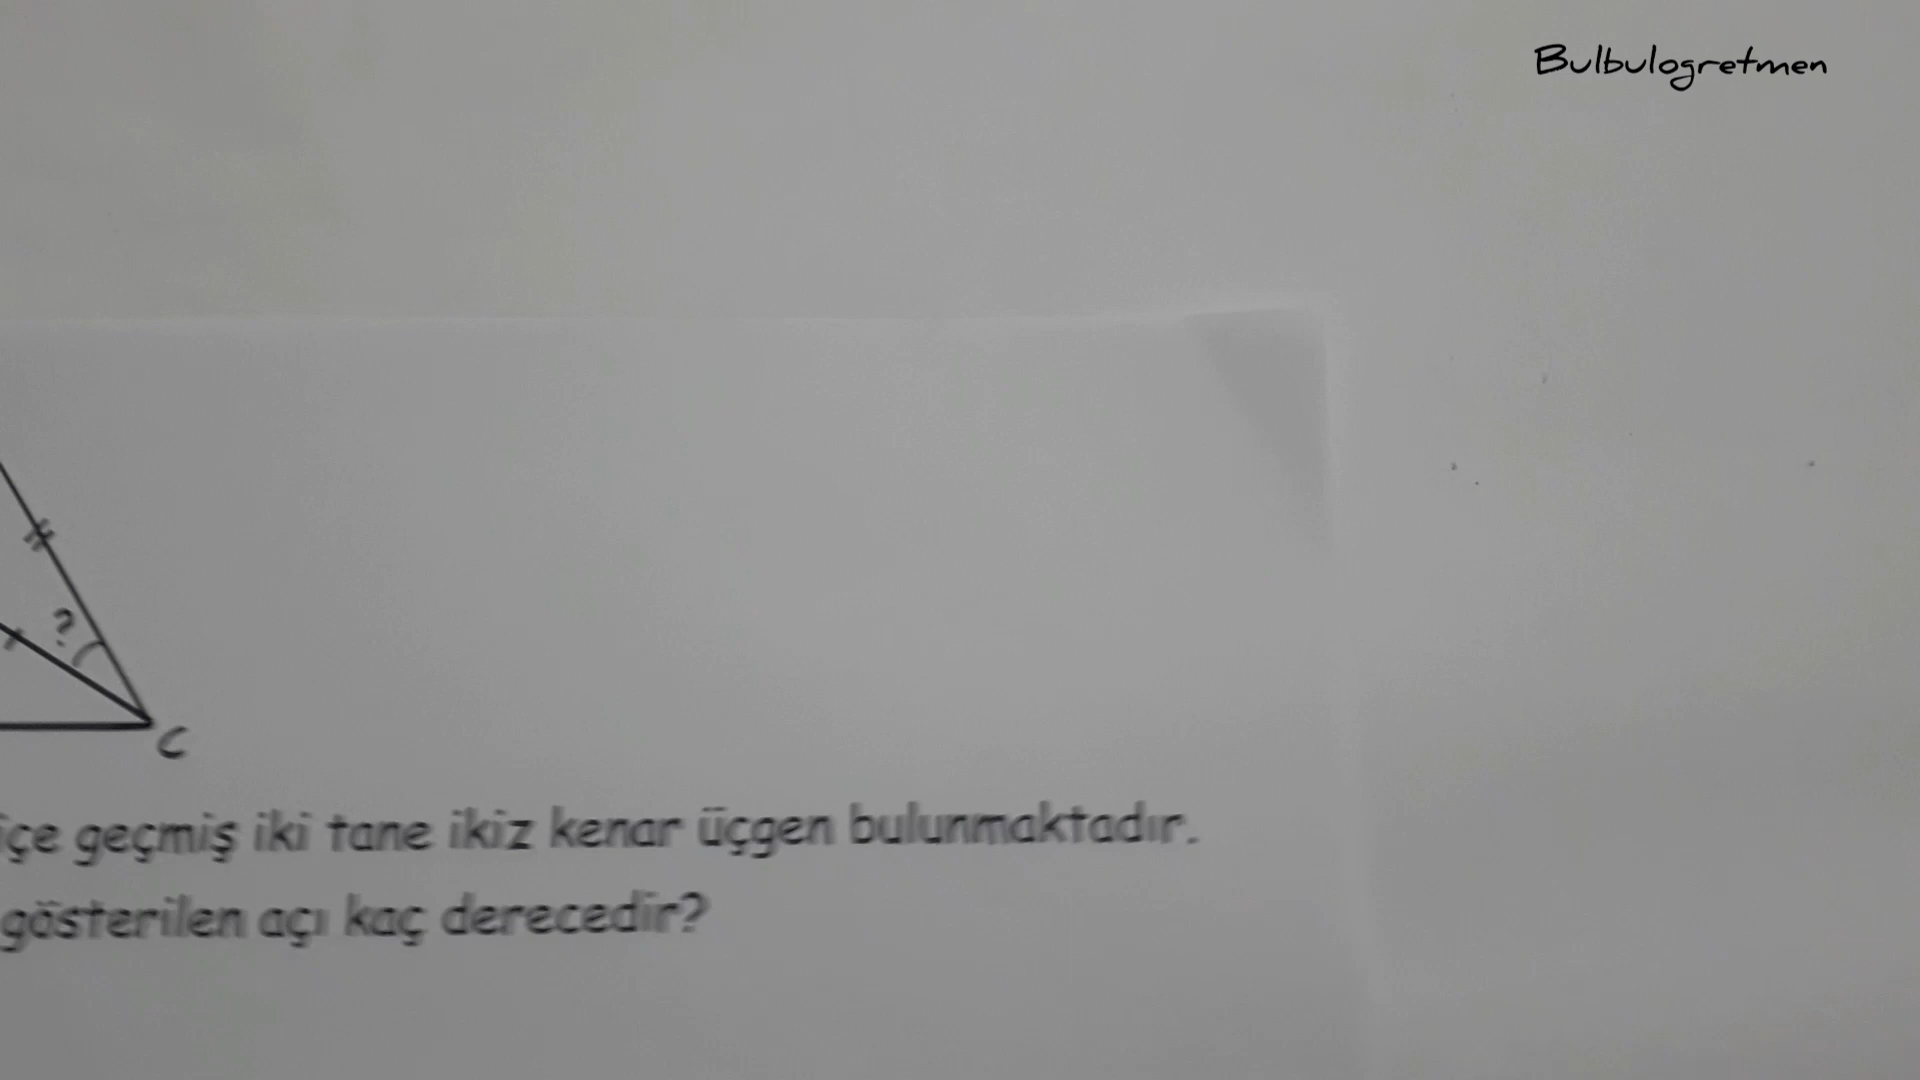 Bulbulogretmen
?
C
içe geçmiş iki tane ikiz kenar üçgen bulunmaktadır.
gösterilen açı kaç derecedir?